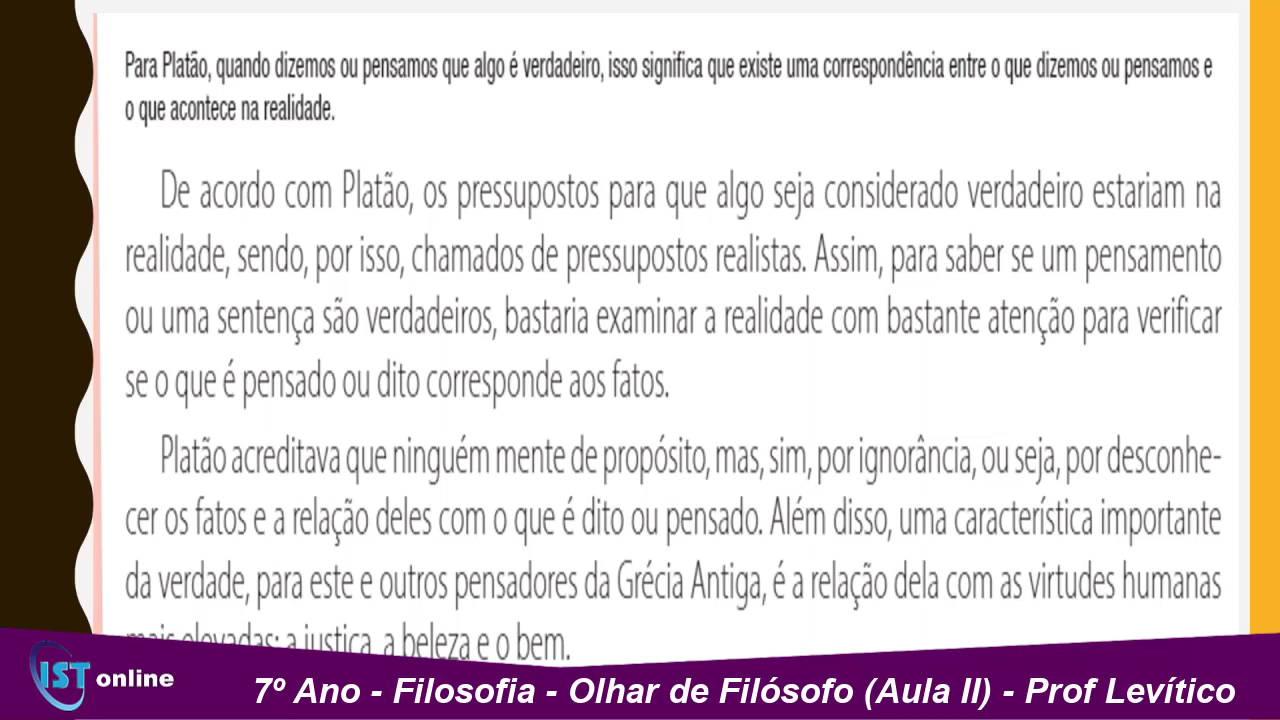 Para Platão, quando dizemos ou pensamos que algo é verdadeiro, isso significa que existe uma correspondência entre o que dizemos ou pensamos e
o que acontece na realidade.
De acordo com Platão, os pressupostos para que algo seja considerado verdadeiro estariam na
realidade, sendo, por isso, chamados de pressupostos realistas. Assim, para saber se um pensamento
ou uma sentença são verdadeiros, bastaria examinar a realidade com bastante atenção para verificar
se o que é pensado ou dito corresponde aos fatos.
Platão acreditava que ninguém mente de propósito, mas, sim, por ignorância, ou seja, por desconhe-
cer os fatos e a relação deles com o que é dito ou pensado. Além disso, uma característica importante
da verdade, para este e outros pensadores da Grécia Antiga, é a relação dela com as virtudes humanas
mais elevadas: a justiça, a beleza e o bem.
IST online
7º Ano - Filosofia - Olhar de Filósofo (Aula II) - Prof Levítico